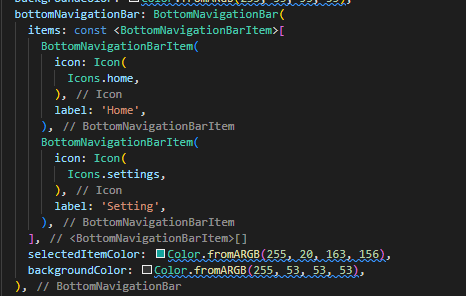 bottomNavigationBar: BottomNavigationBar(
items: const <BottomNavigationBarItem>[
BottomNavigationBarItem(
icon: Icon(
Icons.home,
), // Icon
label: 'Home',
), // BottomNavigationBarItem
BottomNavigationBarItem(
icon: Icon(
Icons.settings,
), // Icon
label: 'Setting',
), // BottomNavigationBarItem
], // <BottomNavigationBarItem>[]
selectedItemColor: Color.fromARGB(255, 20, 163, 156),
backgroundColor: Color.fromARGB(255, 53, 53, 53),
), // BottomNavigationBar